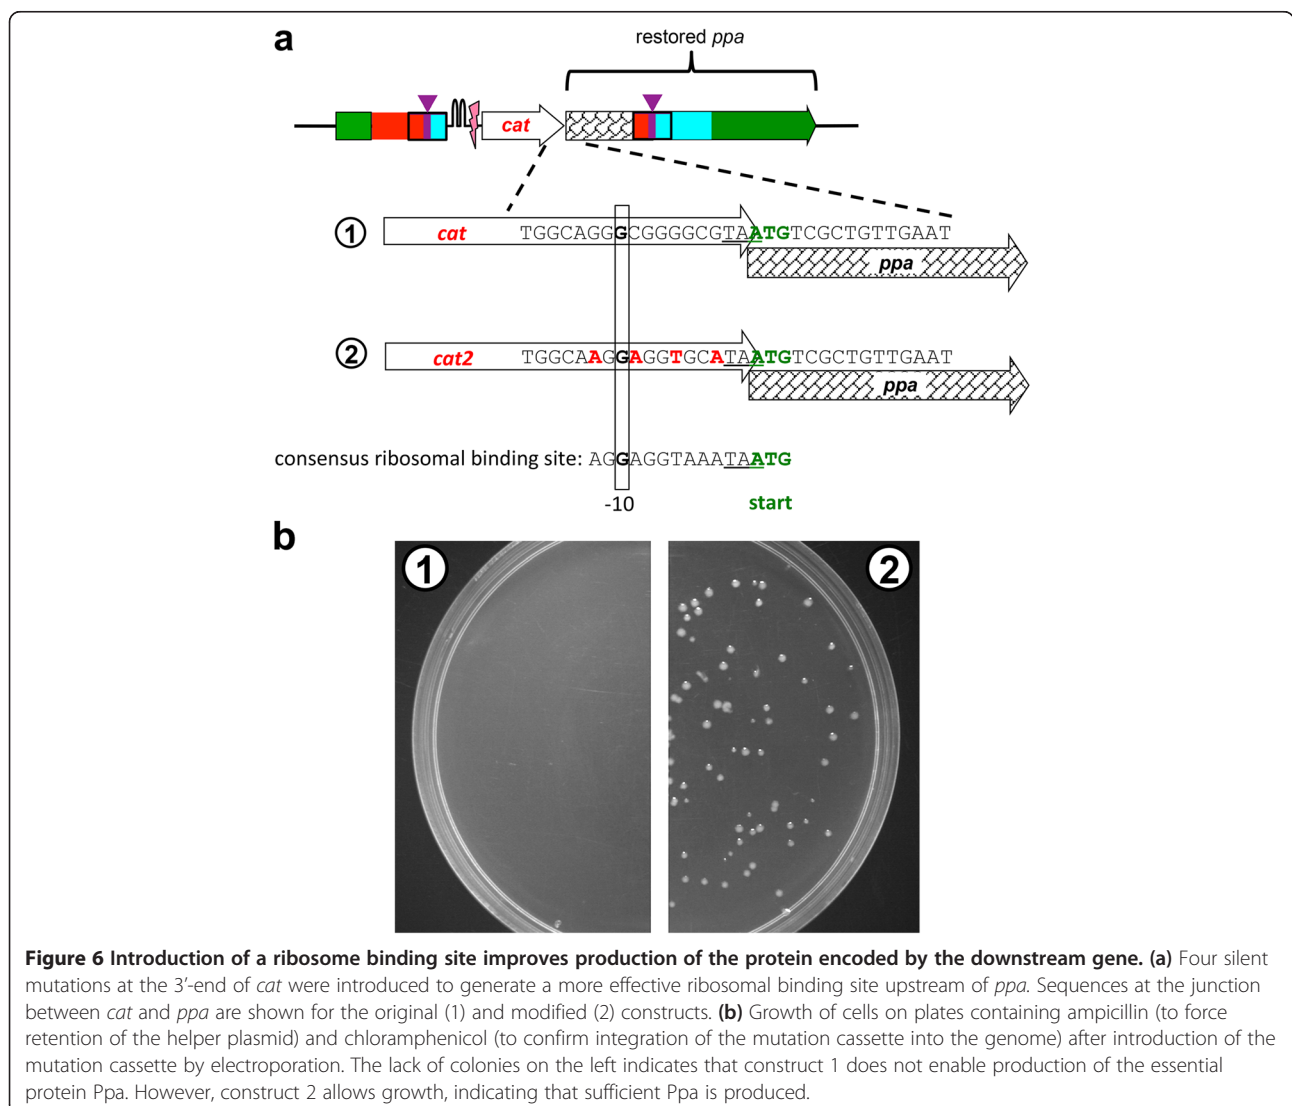 a
restored ppa
cat
① cat TGGCAGGGCGGGGCGTAATGTCGCTGTTGAAT
ppa
② cat2 TGGCAAGGAGGTGCATAATGTCGCTGTTGAAT
ppa
consensus ribosomal binding site: AGGAGGTAAATAATG
-10 start
b
1 2
Figure 6 Introduction of a ribosome binding site improves production of the protein encoded by the downstream gene. (a) Four silent
mutations at the 3'-end of cat were introduced to generate a more effective ribosomal binding site upstream of ppa. Sequences at the junction
between cat and ppa are shown for the original (1) and modified (2) constructs. (b) Growth of cells on plates containing ampicillin (to force
retention of the helper plasmid) and chloramphenicol (to confirm integration of the mutation cassette into the genome) after introduction of the
mutation cassette by electroporation. The lack of colonies on the left indicates that construct 1 does not enable production of the essential
protein Ppa. However, construct 2 allows growth, indicating that sufficient Ppa is produced.